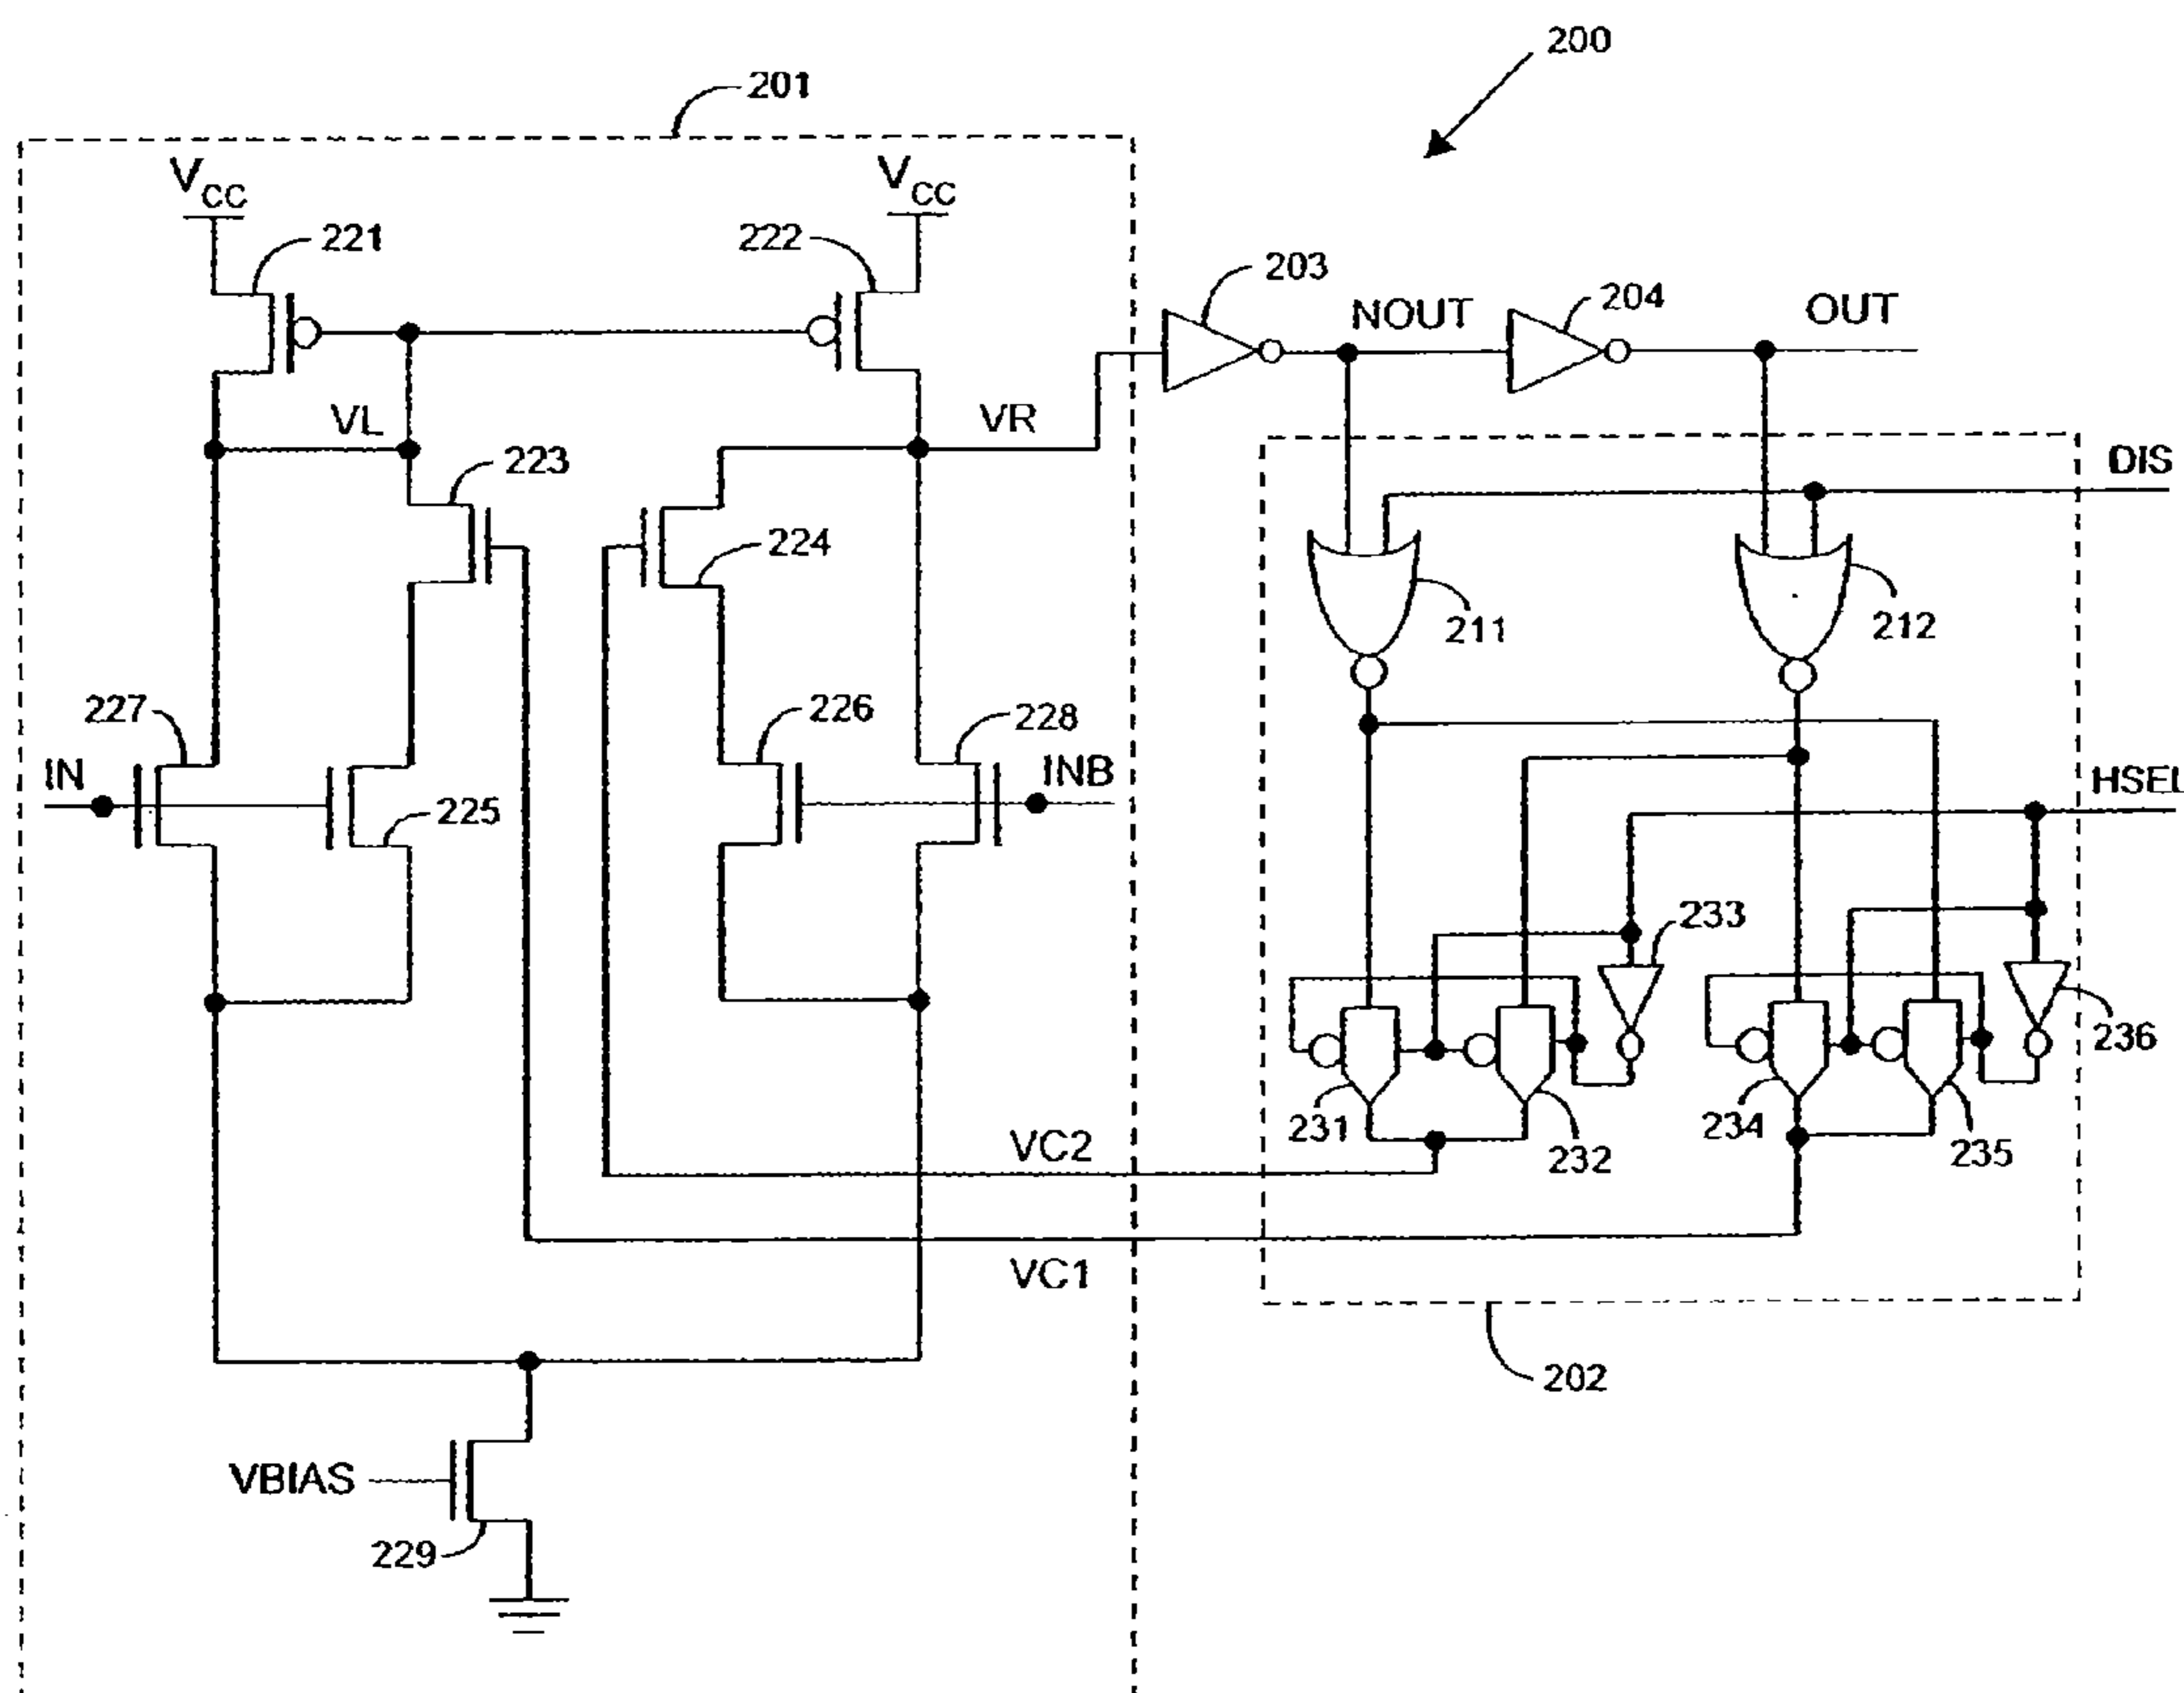 200
201
VCC
VCC
221
222
203
204
NOUT
OUT
VL
VR
223
DIS
224
211
212
227
226
228
IN
INB
HSEL
225
233
236
231
232
234
235
VC2
VC1
202
VBIAS
229